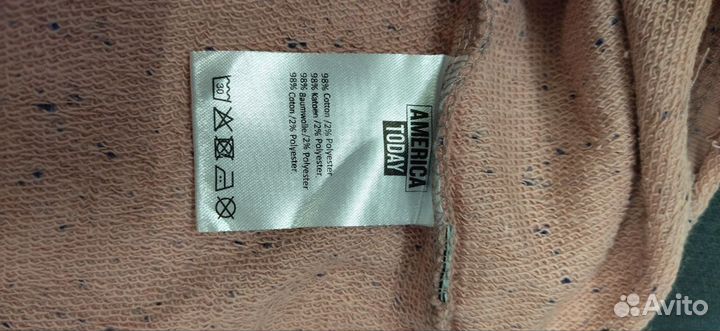 AMERICA
TODAY
98% Cotton /2% Polyester
98% Katoen /2% Polyester
98% Baumwolle /2% Polyester
98% Coton /2% Polyester
30
Avito